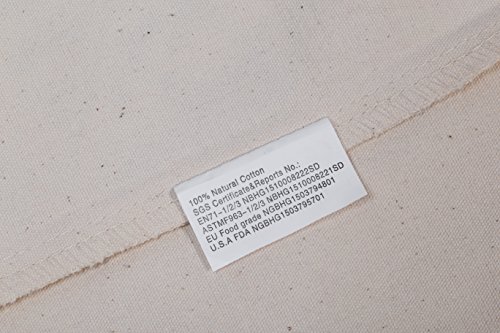 100% Natural Cotton
SGS Certificate&Reports No.:
EN71-1/2/3 NBHG1510008222SD
ASTMF963-1/2/3 NBHG1510008221SD
EU Food grade NGBHG1503794801
U.S.A FDA NGBHG1503795701